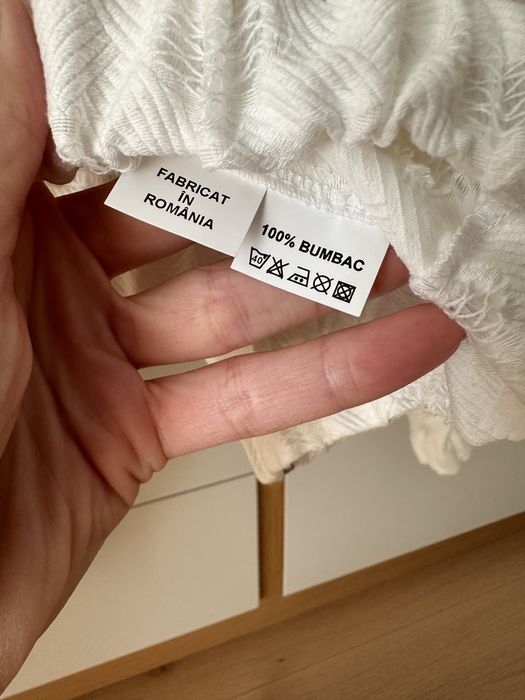 FABRICAT
ÎN
ROMÂNIA
100% BUMBAC
40